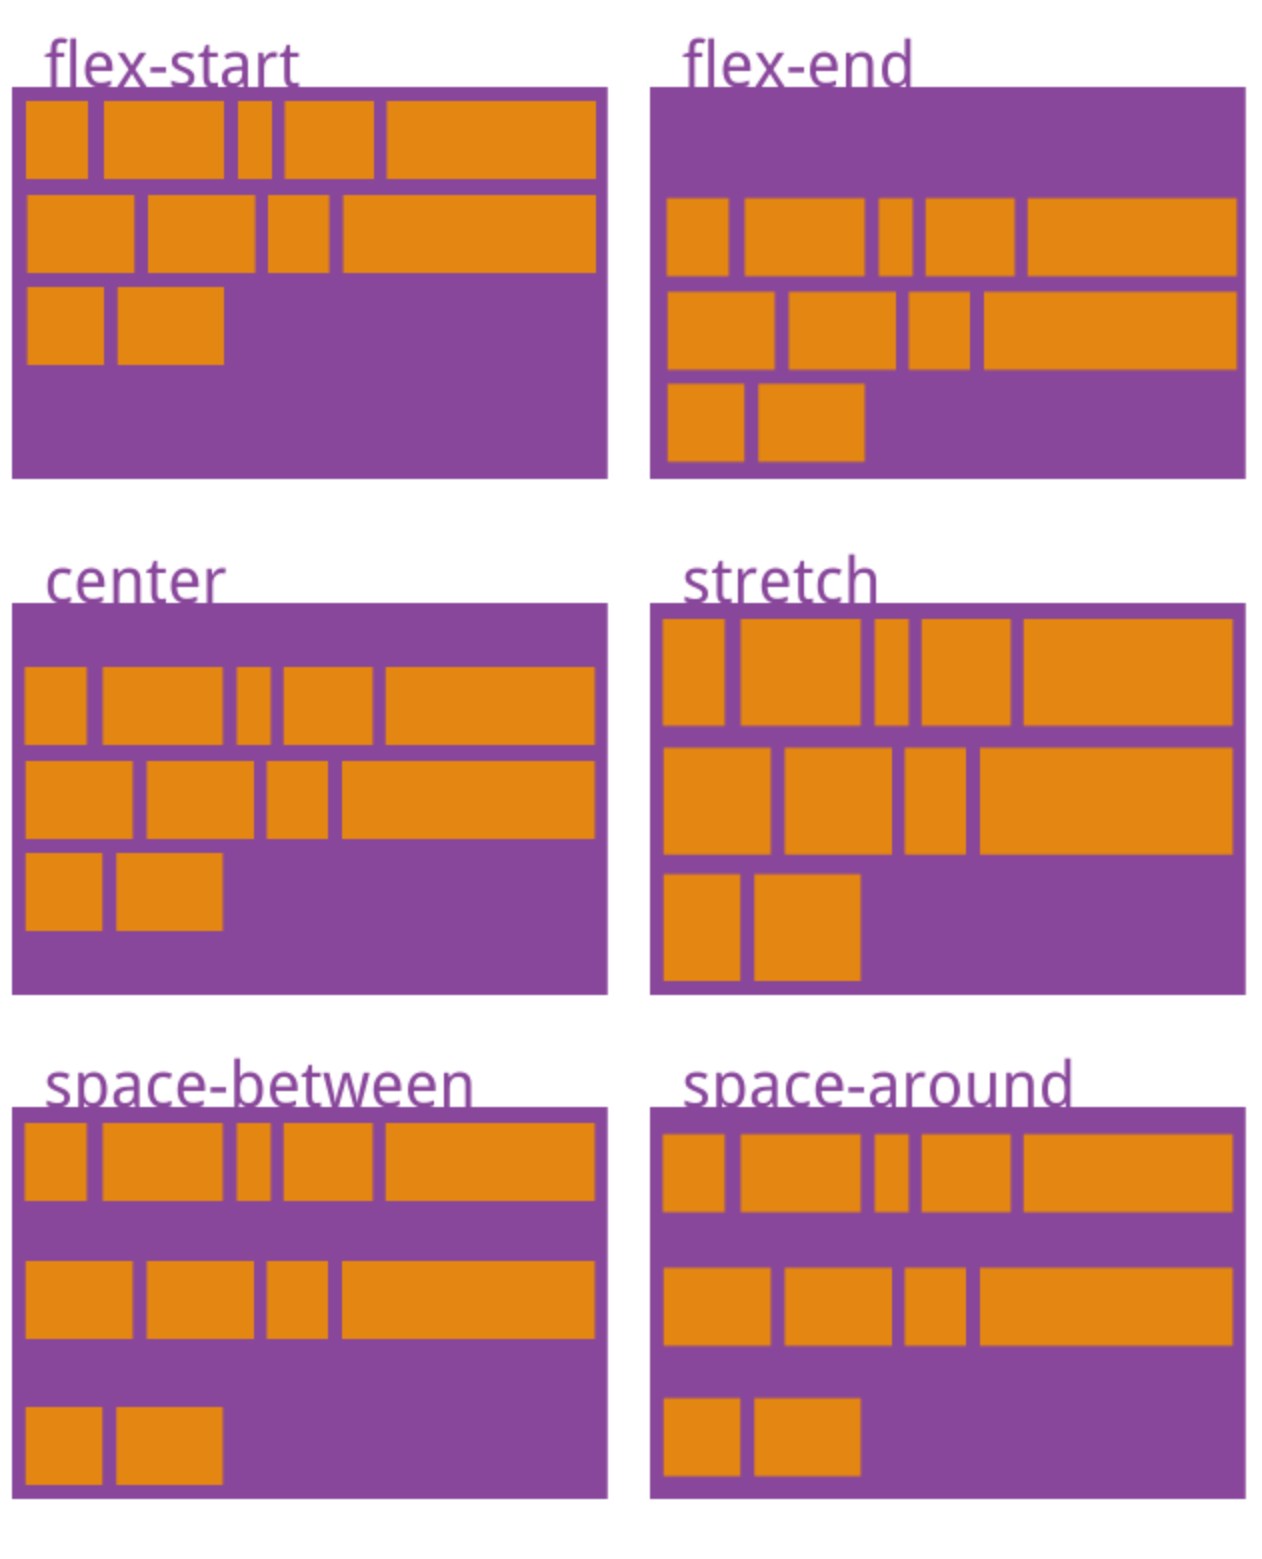 flex-start
flex-end
center
stretch
space-between
space-around